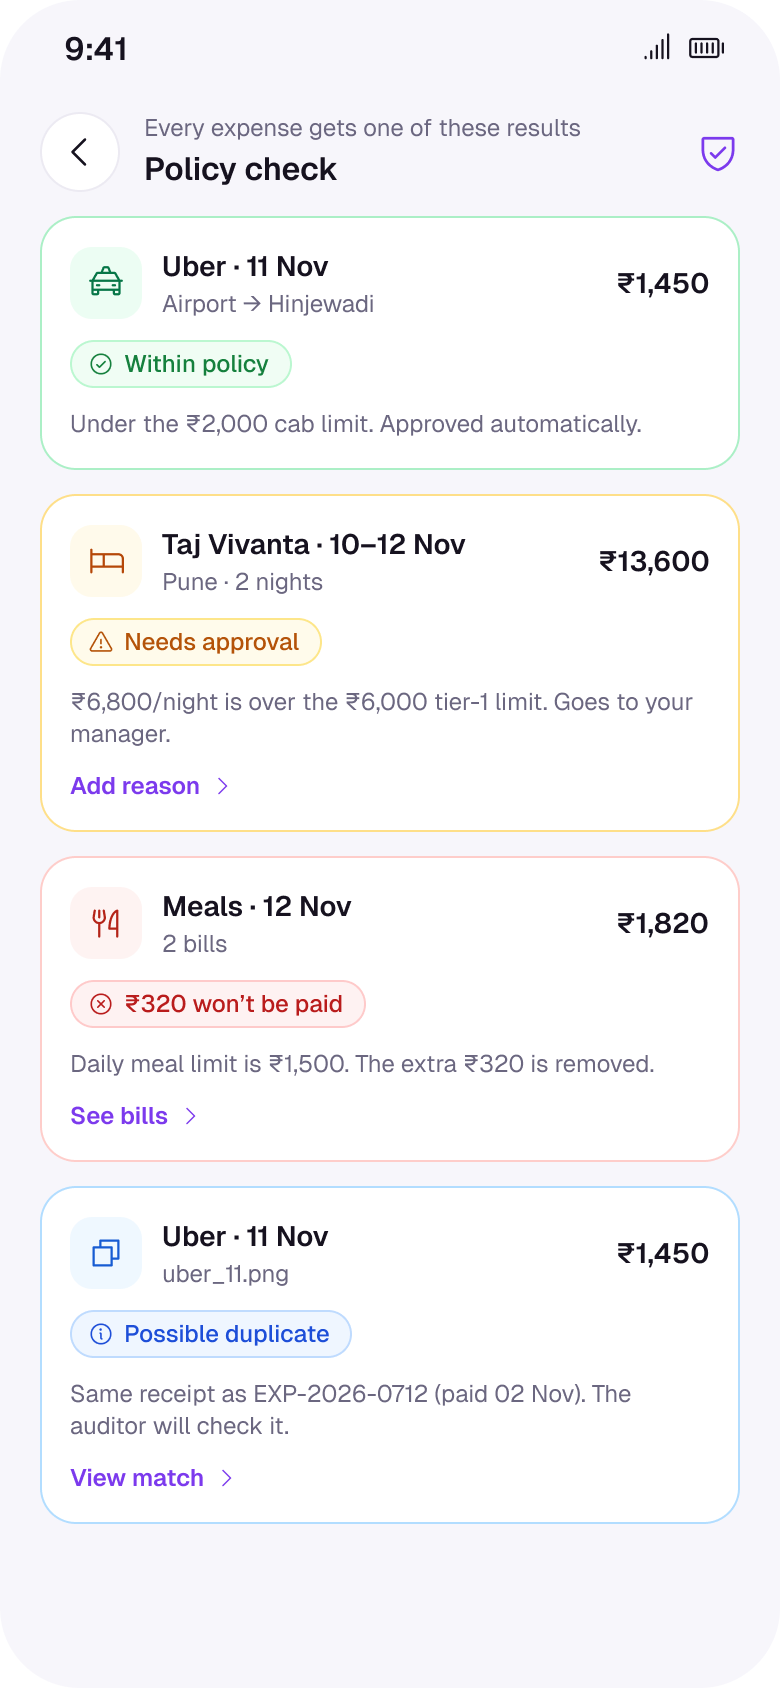 9:41
Every expense gets one of these results
Policy check
Uber · 11 Nov
Airport → Hinjewadi
₹1,450
Within policy
Under the ₹2,000 cab limit. Approved automatically.
Taj Vivanta · 10–12 Nov
Pune · 2 nights
₹13,600
Needs approval
₹6,800/night is over the ₹6,000 tier-1 limit. Goes to your
manager.
Add reason
Meals · 12 Nov
2 bills
₹1,820
₹320 won’t be paid
Daily meal limit is ₹1,500. The extra ₹320 is removed.
See bills
Uber · 11 Nov
uber_11.png
₹1,450
Possible duplicate
Same receipt as EXP-2026-0712 (paid 02 Nov). The
auditor will check it.
View match